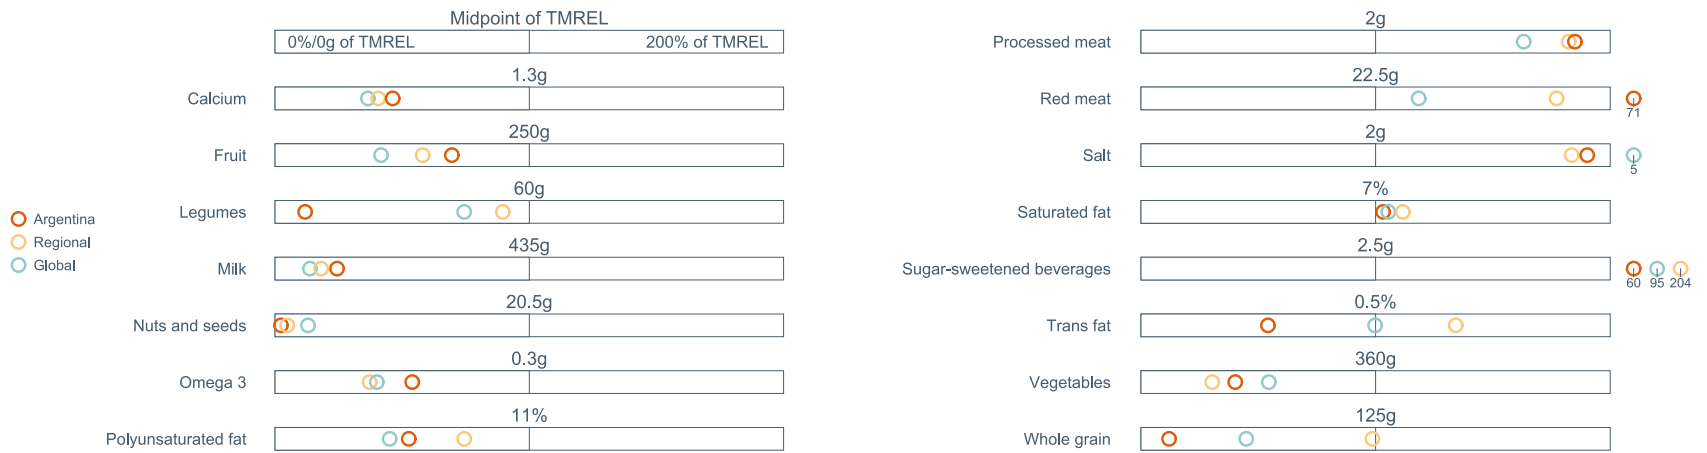 Midpoint of TMREL
0%/0g of TMREL 200% of TMREL
1.3g
Calcium
250g
Fruit
60g
Legumes
435g
Milk
20.5g
Nuts and seeds
0.3g
Omega 3
11%
Polyunsaturated fat
Argentina
Regional
Global
2g
Processed meat
22.5g
Red meat
71
2g
Salt
5
7%
Saturated fat
2.5g
Sugar-sweetened beverages
60 95 204
0.5%
Trans fat
360g
Vegetables
125g
Whole grain